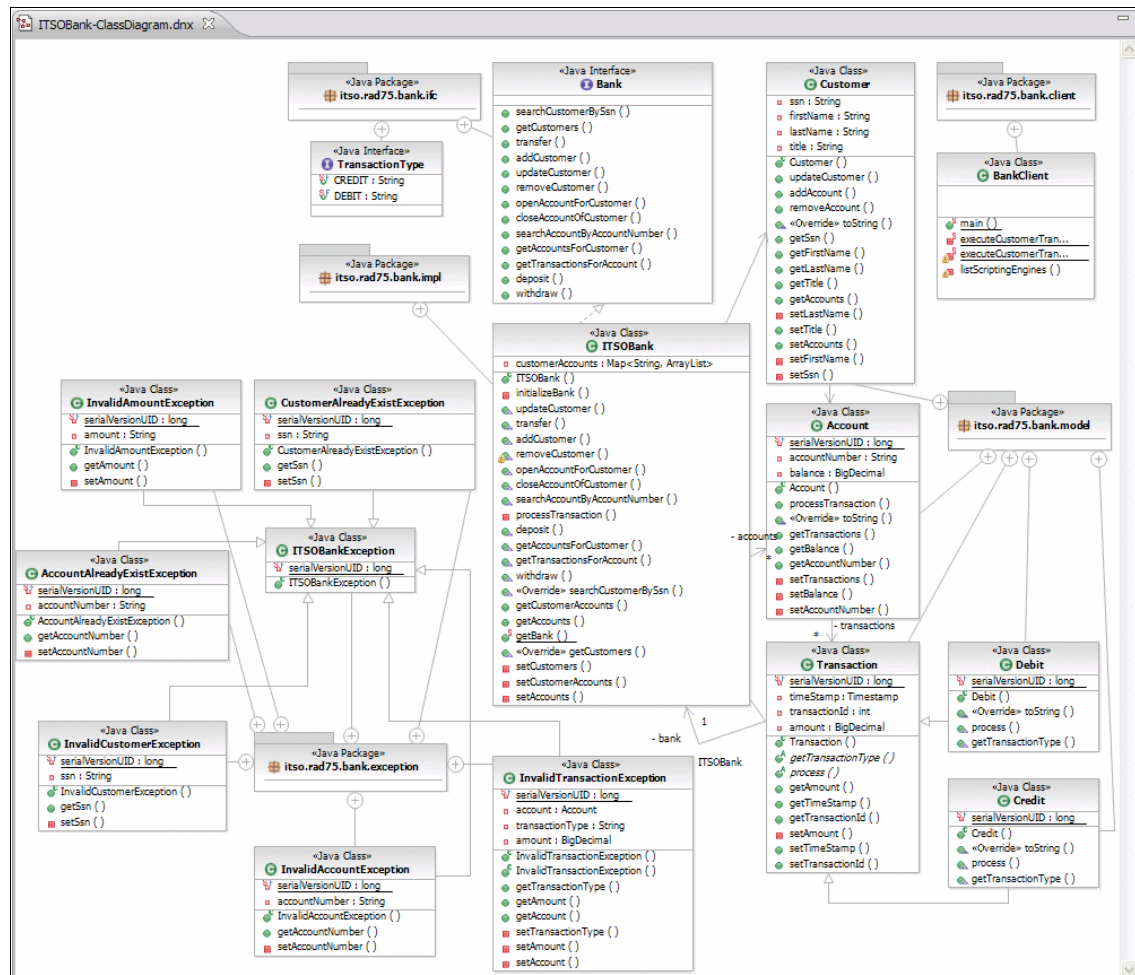 ITSOBank-ClassDiagram.dnx
«Java Package»
itso.rad75.bank.ifc
«Java Interface»
TransactionType
CREDIT : String
DEBIT : String
«Java Package»
itso.rad75.bank.impl
«Java Interface»
Bank
searchCustomerBySsn ( )
getCustomers ( )
transfer ( )
addCustomer ( )
updateCustomer ( )
removeCustomer ( )
openAccountForCustomer ( )
closeAccountOfCustomer ( )
searchAccountByAccountNumber ( )
getAccountsForCustomer ( )
getTransactionsForAccount ( )
deposit ( )
withdraw ( )
«Java Class»
Customer
ssn : String
firstName : String
lastName : String
title : String
Customer ( )
updateCustomer ( )
addAccount ( )
removeAccount ( )
«Override» toString ( )
getSsn ( )
getFirstName ( )
getLastName ( )
getTitle ( )
getAccounts ( )
setLastName ( )
setTitle ( )
setAccounts ( )
setFirstName ( )
setSsn ( )
«Java Package»
itso.rad75.bank.client
«Java Class»
BankClient
main ( )
executeCustomerTran...
executeCustomerTran...
listScriptingEngines ( )
«Java Class»
ITSOBank
customerAccounts : Map<String, ArrayList>
ITSOBank ( )
initializeBank ( )
updateCustomer ( )
transfer ( )
addCustomer ( )
removeCustomer ( )
openAccountForCustomer ( )
closeAccountOfCustomer ( )
searchAccountByAccountNumber ( )
processTransaction ( )
deposit ( )
getAccountsForCustomer ( )
getTransactionsForAccount ( )
withdraw ( )
«Override» searchCustomerBySsn ( )
getCustomerAccounts ( )
getAccounts ( )
getBank ( )
«Override» getCustomers ( )
setCustomers ( )
setCustomerAccounts ( )
setAccounts ( )
«Java Class»
InvalidAmountException
serialVersionUID : long
amount : String
InvalidAmountException ( )
getAmount ( )
setAmount ( )
«Java Class»
CustomerAlreadyExistException
serialVersionUID : long
ssn : String
CustomerAlreadyExistException ( )
getSsn ( )
setSsn ( )
«Java Class»
ITSOBankException
serialVersionUID : long
ITSOBankException ( )
«Java Class»
AccountAlreadyExistException
serialVersionUID : long
accountNumber : String
AccountAlreadyExistException ( )
getAccountNumber ( )
setAccountNumber ( )
«Java Class»
Account
serialVersionUID : long
accountNumber : String
balance : BigDecimal
Account ( )
processTransaction ( )
«Override» toString ( )
getTransactions ( )
getBalance ( )
getAccountNumber ( )
setTransactions ( )
setBalance ( )
setAccountNumber ( )
«Java Package»
itso.rad75.bank.model
- accounts
*
- transactions
*
«Java Class»
Transaction
serialVersionUID : long
timeStamp : Timestamp
transactionId : int
amount : BigDecimal
Transaction ( )
getTransactionType ( )
process ( )
getAmount ( )
getTimeStamp ( )
getTransactionId ( )
setAmount ( )
setTimeStamp ( )
setTransactionId ( )
«Java Class»
Debit
serialVersionUID : long
Debit ( )
«Override» toString ( )
process ( )
getTransactionType ( )
1
- bank
ITSOBank
«Java Class»
Credit
serialVersionUID : long
Credit ( )
«Override» toString ( )
process ( )
getTransactionType ( )
«Java Class»
InvalidCustomerException
serialVersionUID : long
ssn : String
InvalidCustomerException ( )
getSsn ( )
setSsn ( )
«Java Package»
itso.rad75.bank.exception
«Java Class»
InvalidTransactionException
serialVersionUID : long
account : Account
transactionType : String
amount : BigDecimal
InvalidTransactionException ( )
InvalidTransactionException ( )
getTransactionType ( )
getAmount ( )
getAccount ( )
setTransactionType ( )
setAmount ( )
setAccount ( )
«Java Class»
InvalidAccountException
serialVersionUID : long
accountNumber : String
InvalidAccountException ( )
getAccountNumber ( )
setAccountNumber ( )